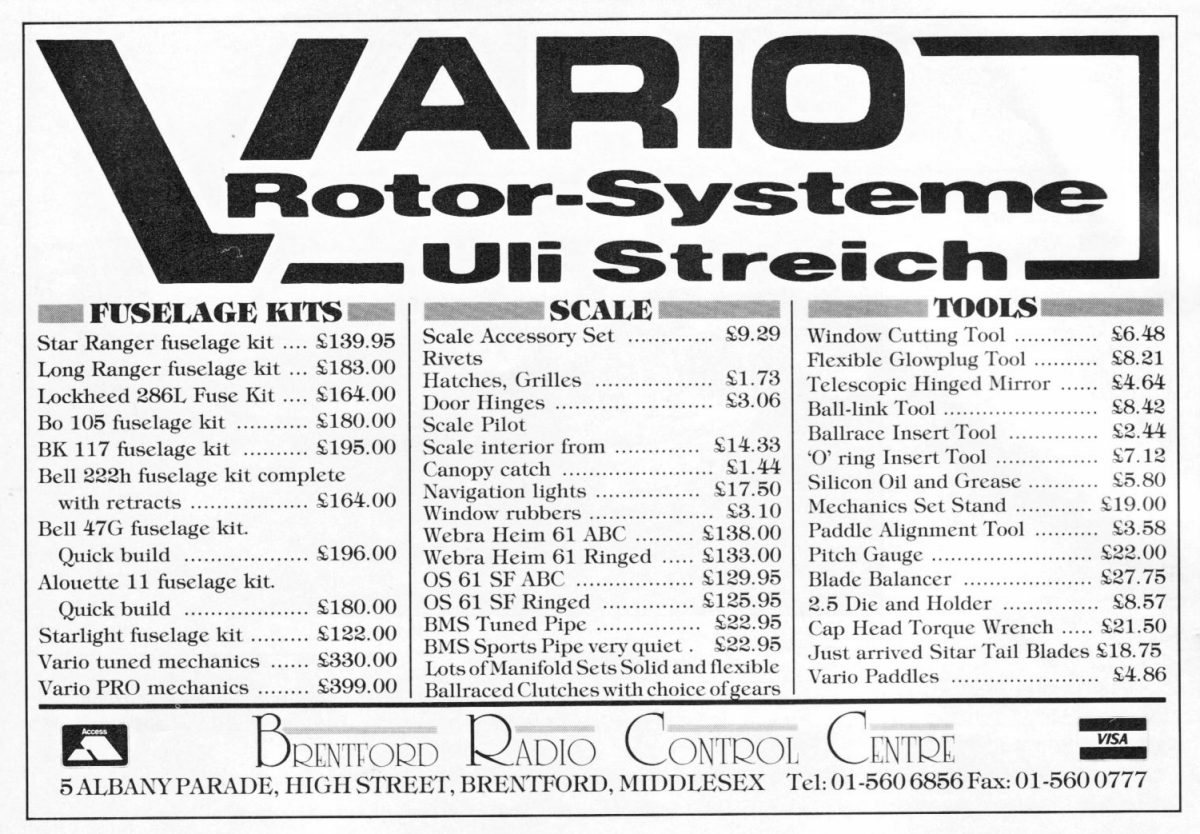 VARIO
Rotor-Systeme
Uli Streich
FUSELAGE KITS
Star Ranger fuselage kit .... £139.95
Long Ranger fuselage kit ... £183.00
Lockheed 286L Fuse Kit .... £164.00
Bo 105 fuselage kit ........... £180.00
BK 117 fuselage kit .......... £195.00
Bell 222h fuselage kit complete
with retracts .................. £164.00
Bell 47G fuselage kit.
Quick build .................... £196.00
Alouette 11 fuselage kit.
Quick build ................... £180.00
Starlight fuselage kit ......... £122.00
Vario tuned mechanics ...... £330.00
Vario PRO mechanics ........ £399.00
SCALE
Scale Accessory Set ............. £9.29
Rivets
Hatches, Grilles .................. £1.73
Door Hinges ........................ £3.06
Scale Pilot
Scale interior from .............. £14.33
Canopy catch ....................... £1.44
Navigation lights ................ £17.50
Window rubbers ................... £3.10
Webra Heim 61 ABC ......... £138.00
Webra Heim 61 Ringed ..... £133.00
OS 61 SF ABC .................. £129.95
OS 61 SF Ringed .............. £125.95
BMS Tuned Pipe ................ £22.95
BMS Sports Pipe very quiet . £22.95
Lots of Manifold Sets Solid and flexible
Ballraced Clutches with choice of gears
TOOLS
Window Cutting Tool ............. £6.48
Flexible Glowplug Tool .......... £8.21
Telescopic Hinged Mirror ...... £4.64
Ball-link Tool ........................ £8.42
Ballrace Insert Tool .............. £2.44
'O' ring Insert Tool ............... £7.12
Silicon Oil and Grease ........... £5.80
Mechanics Set Stand ........... £19.00
Paddle Alignment Tool .......... £3.58
Pitch Gauge ......................... £22.00
Blade Balancer .................... £27.75
2.5 Die and Holder ............... £8.57
Cap Head Torque Wrench ..... £21.50
Just arrived Sitar Tail Blades £18.75
Vario Paddles ....................... £4.86
Access
BRENTFORD RADIO CONTROL CENTRE
VISA
5 ALBANY PARADE, HIGH STREET, BRENTFORD, MIDDLESEX Tel: 01-560 6856 Fax: 01-560 0777